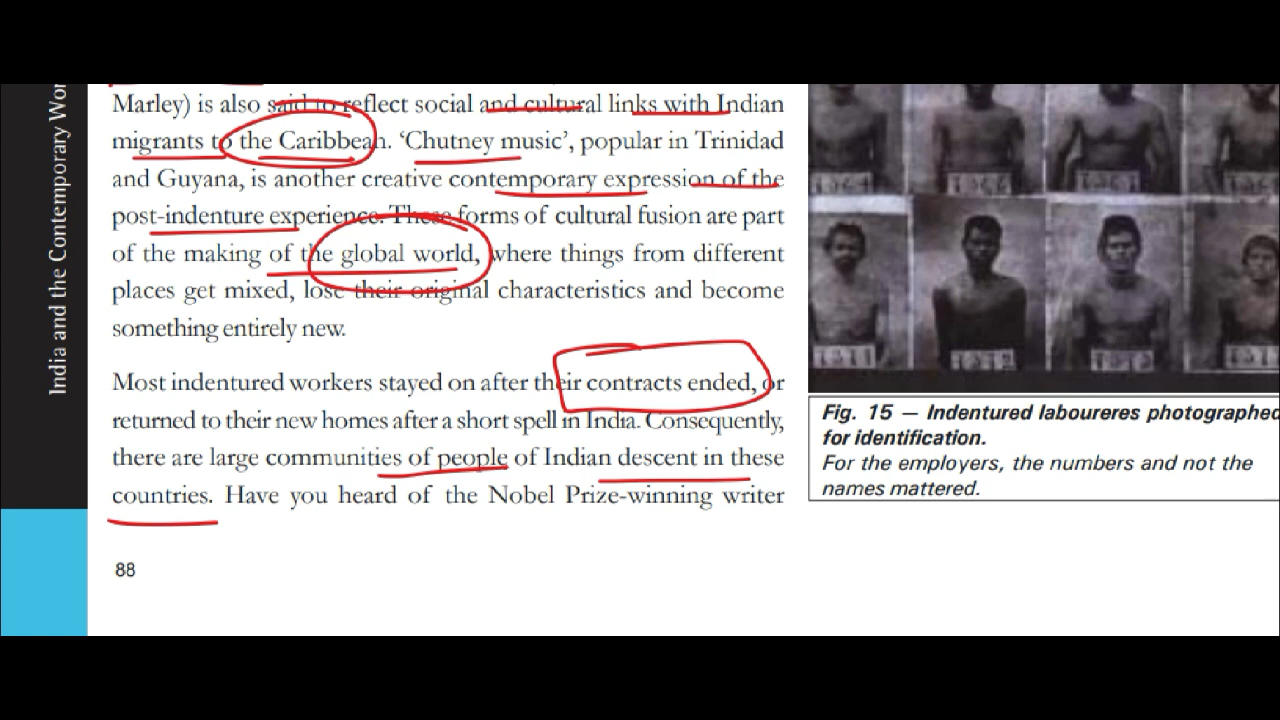 India and the Contemporary Wor
Marley) is also said to reflect social and cultural links with Indian
migrants to the Caribbean. ‘Chutney music’, popular in Trinidad
and Guyana, is another creative contemporary expression of the
post-indenture experience. These forms of cultural fusion are part
of the making of the global world, where things from different
places get mixed, lose their original characteristics and become
something entirely new.
Most indentured workers stayed on after their contracts ended, or
returned to their new homes after a short spell in India. Consequently,
there are large communities of people of Indian descent in these
countries. Have you heard of the Nobel Prize-winning writer
88
Fig. 15 — Indentured laboureres photographed
for identification.
For the employers, the numbers and not the
names mattered.